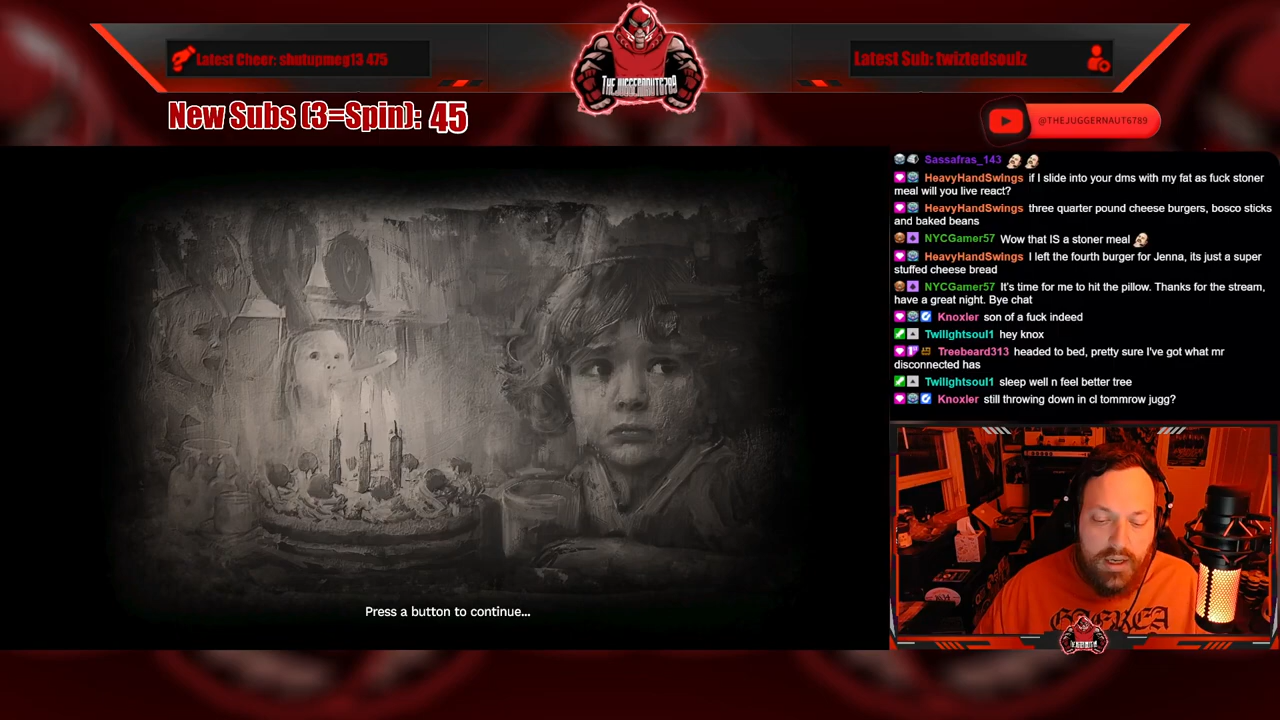 Latest Cheer: shutupmeg13 475
THEJUGGERNAUT6789
Latest Sub: twiztedsoulz
New Subs (3=Spin): 45
@THEJUGGERNAUT6789
Sassafras_143
HeavyHandSwings if I slide into your dms with my fat as fuck stoner
meal will you live react?
HeavyHandSwings three quarter pound cheese burgers, bosco sticks
and baked beans
NYCGamer57 Wow that IS a stoner meal
HeavyHandSwings I left the fourth burger for Jenna, its just a super
stuffed cheese bread
NYCGamer57 It's time for me to hit the pillow. Thanks for the stream,
have a great night. Bye chat
Knoxler son of a fuck indeed
Twilightsoul1 hey knox
Treebeard313 headed to bed, pretty sure I've got what mr
disconnected has
Twilightsoul1 sleep well n feel better tree
Knoxler still throwing down in cl tommrow jugg?
Press a button to continue...